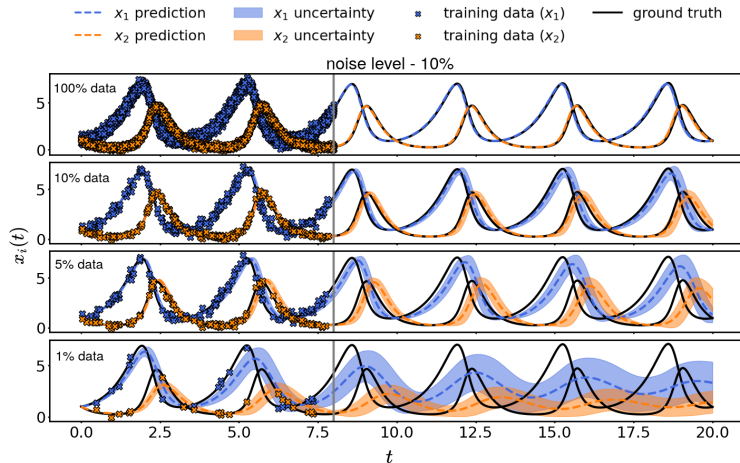 x₁ prediction x₁ uncertainty training data (x₁) ground truth
x₂ prediction x₂ uncertainty training data (x₂)
noise level - 10%
100% data
5
0
10% data
5
0
xᵢ(t)
5% data
5
0
1% data
5
0
0.0 2.5 5.0 7.5 10.0 12.5 15.0 17.5 20.0
t